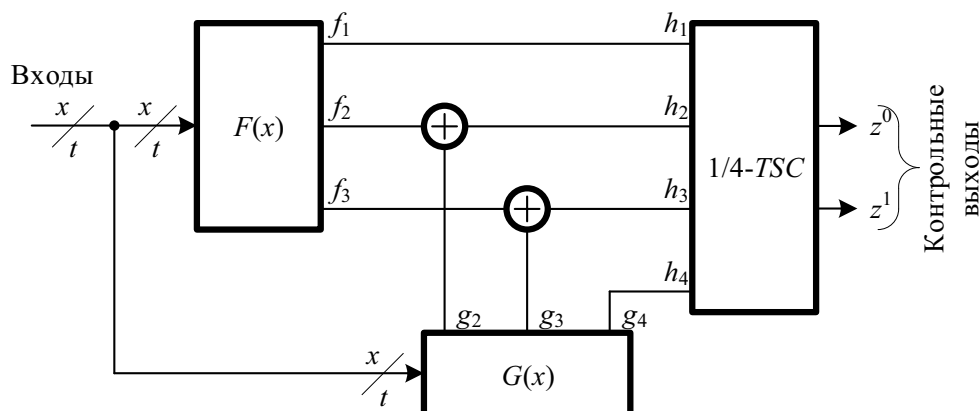 f1
h1
Входы
x
x
t
t
F(x)
f2
h2
f3
h3
1/4-TSC
z⁰
z¹
Контрольные
выходы
h4
g2
g3
g4
x
t
G(x)